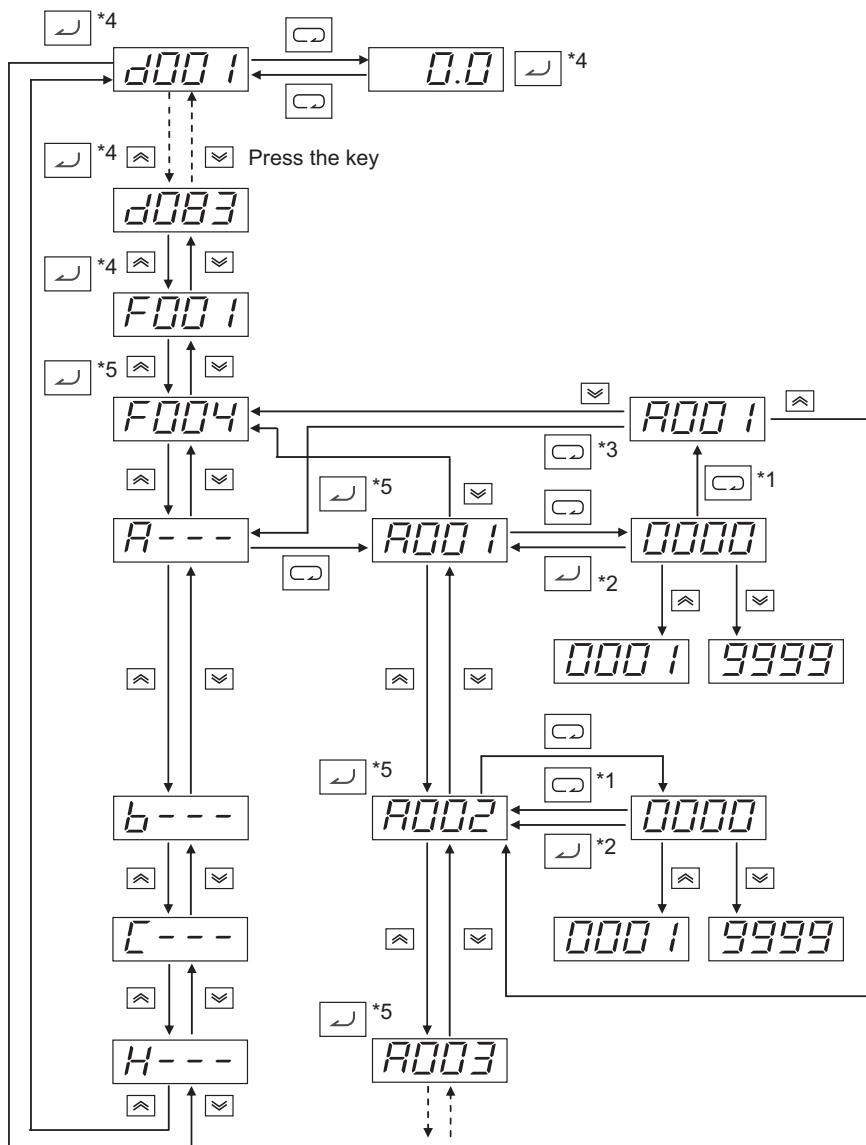 *4
d001
0.0
*4
*4
Press the key
d083
*4
F001
*5
F004
A001
*3
*1
*5
A---
A001
0000
*2
0001
9999
*5
*1
b---
A002
0000
*2
C---
0001
9999
*5
H---
A003